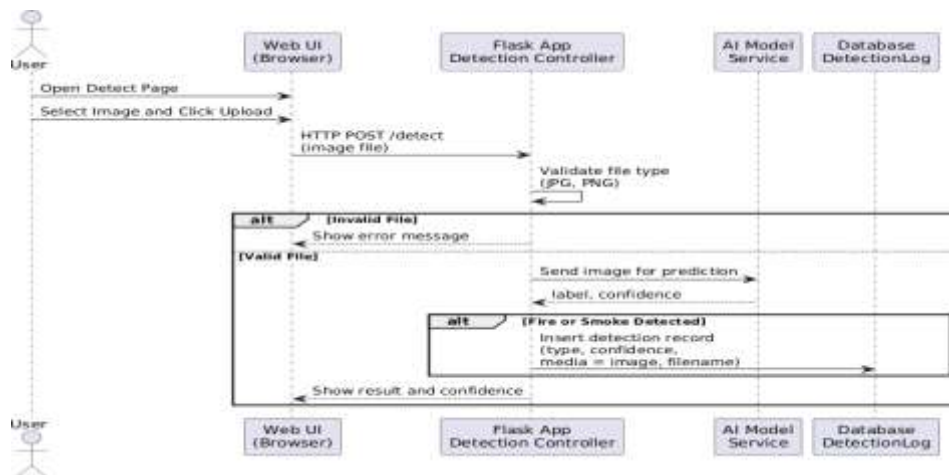 User
Web UI
(Browser)
Flask App
Detection Controller
AI Model
Service
Database
DetectionLog
Open Detect Page
Select Image and Click Upload
HTTP POST /detect
(image file)
Validate file type
(JPG, PNG)
alt
[Invalid File]
Show error message
[Valid File]
Send image for prediction
label, confidence
alt
[Fire or Smoke Detected]
Insert detection record
(type, confidence,
media = image, filename)
Show result and confidence
User
Web UI
(Browser)
Flask App
Detection Controller
AI Model
Service
Database
DetectionLog